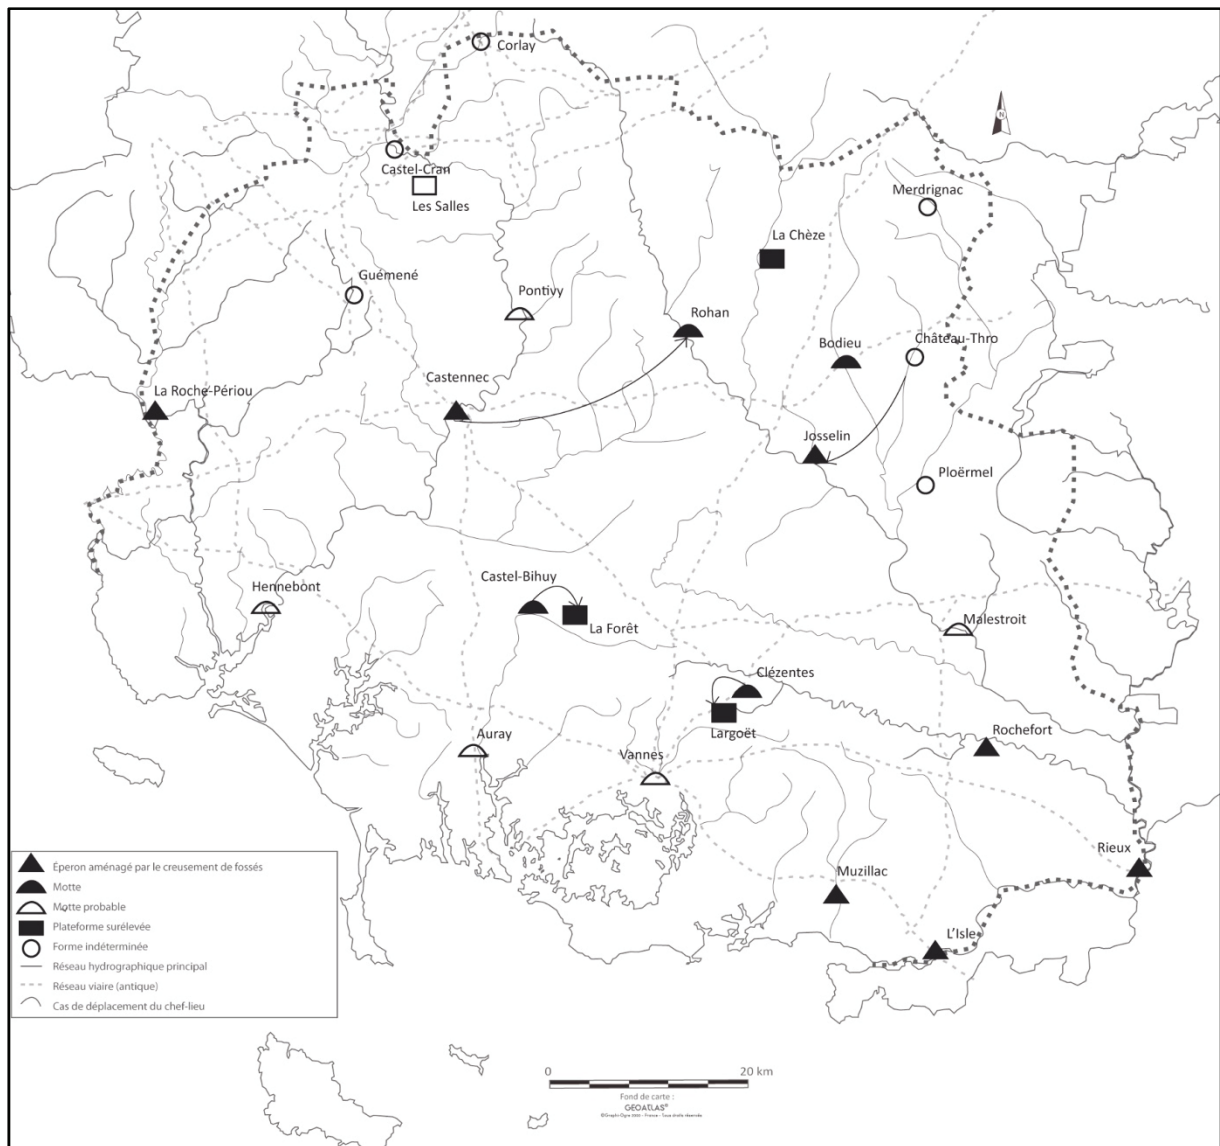 Corlay
N
Castel-Cran
Les Salles
Merdrignac
La Chèze
Guémené
Pontivy
Rohan
Bodieu
Château-Thro
La Roche-Périou
Castennec
Josselin
Ploërmel
Hennebont
Castel-Bihuy
La Forêt
Malestroit
Clézentes
Largoët
Auray
Vannes
Rochefort
Rieux
Muzillac
L'Isle
Éperon aménagé par le creusement de fossés
Motte
Motte probable
Plateforme surélevée
Forme indéterminée
Réseau hydrographique principal
Réseau viaire (antique)
Cas de déplacement du chef-lieu
0 20 km
Fond de carte :
GEOATLAS®